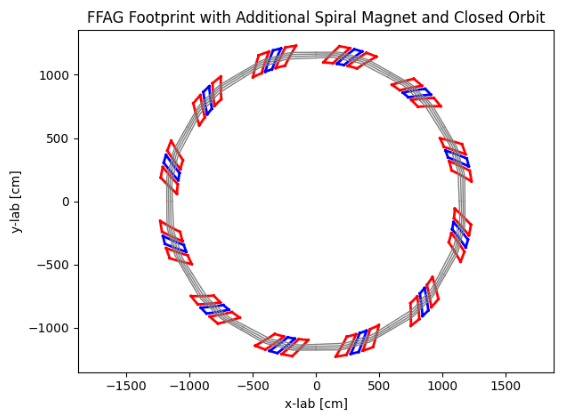 FFAG Footprint with Additional Spiral Magnet and Closed Orbit
1000
500
0
−500
−1000
y-lab [cm]
−1500 −1000 −500 0 500 1000 1500
x-lab [cm]